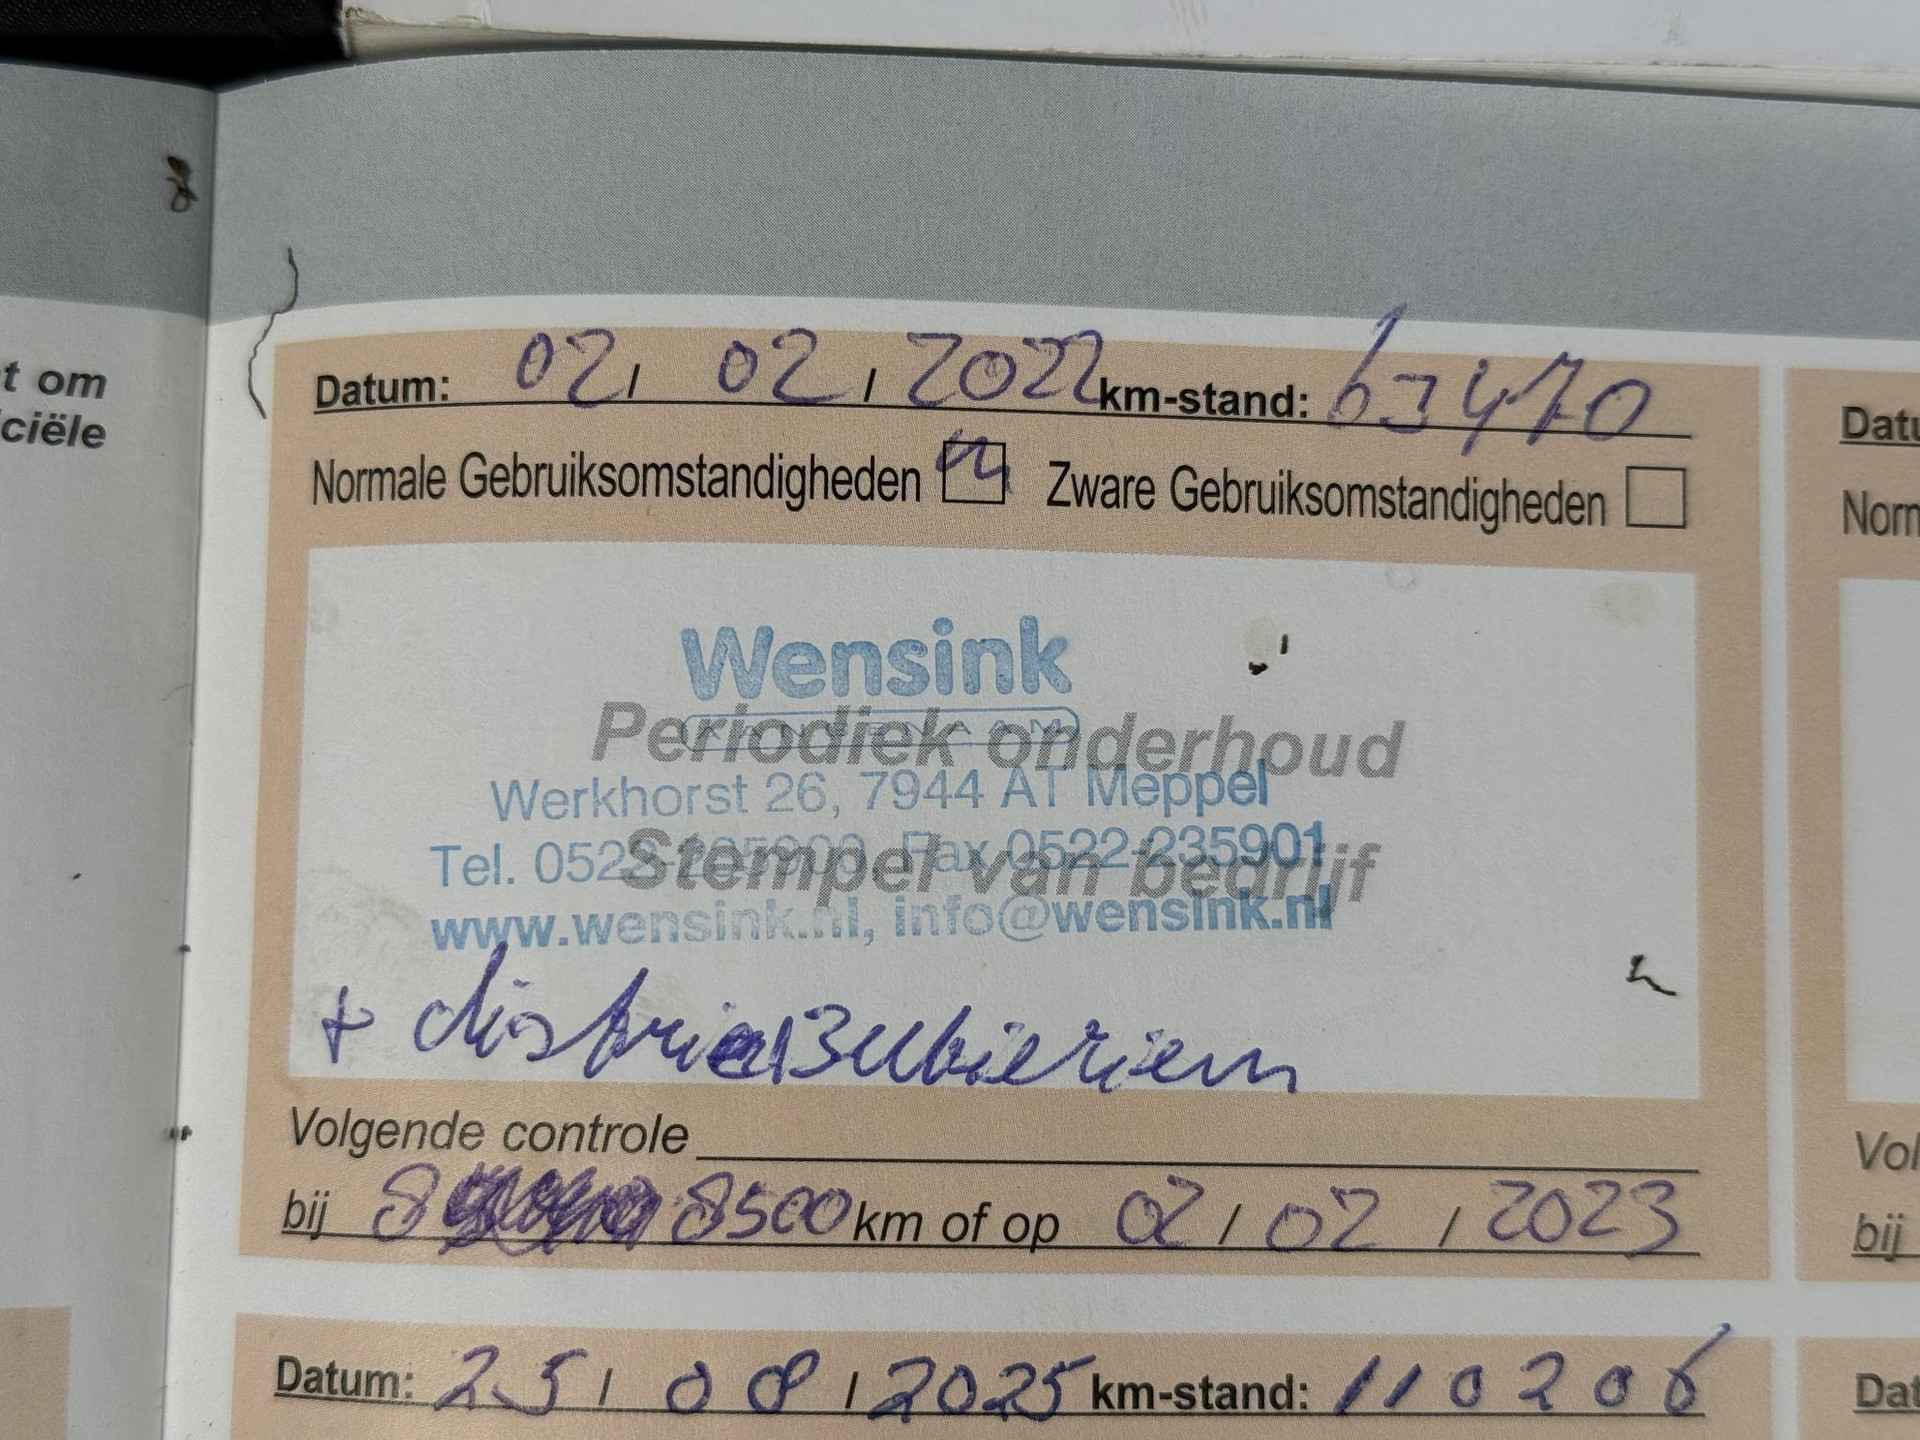 t om
ciële
Datum: 02 / 02 / 2022 km-stand: 63470
Normale Gebruiksomstandigheden Zware Gebruiksomstandigheden
Wensink
Periodiek onderhoud
Werkhorst 26, 7944 AT Meppel
Tel. 0522-235900, Fax 0522-235901
Stempel van bedrijf
www.wensink.nl, info@wensink.nl
+
Volgende controle
bij 8500 km of op 02 / 02 / 2023
Datum: 25 / 08 / 2025 km-stand: 110206
Datu
Norm
Vol
bij
Dat